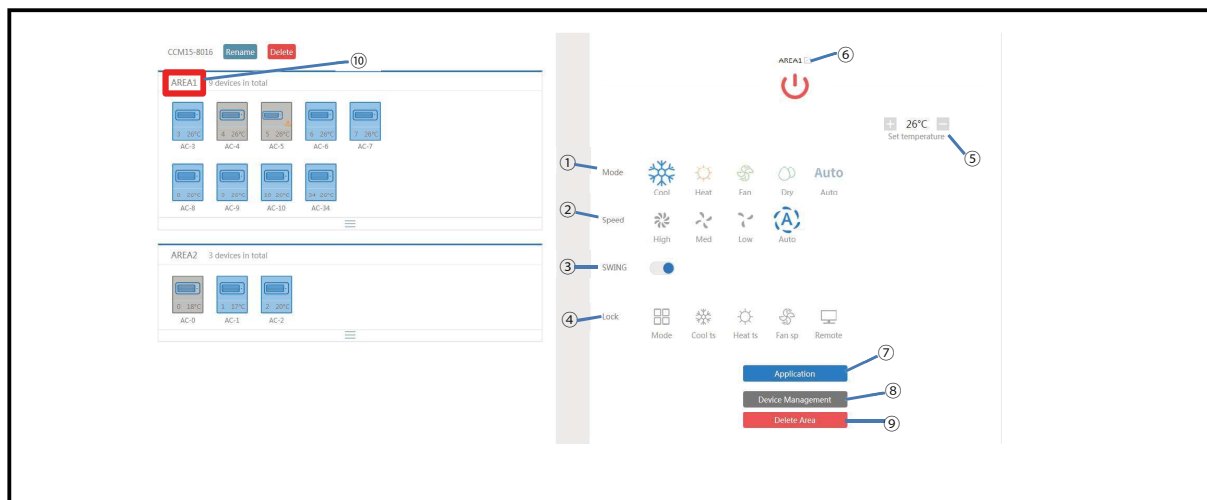 CCM15-8016 Rename Delete
⑩
AREA1 9 devices in total
3 26°C 4 26°C 5 26°C 6 26°C 7 26°C
AC-3 AC-4 AC-5 AC-6 AC-7
8 26°C 9 26°C 10 26°C 34 26°C
AC-8 AC-9 AC-10 AC-34
AREA2 3 devices in total
0 18°C 1 17°C 2 20°C
AC-0 AC-1 AC-2
AREA1 ⑥
+ 26°C −
Set temperature ⑤
① Mode
Cool Heat Fan Dry Auto Auto
② Speed
A
High Med Low Auto
③ SWING
④ Lock
Mode Cool ts Heat ts Fan sp Remote
Application ⑦
Device Management ⑧
Delete Area ⑨